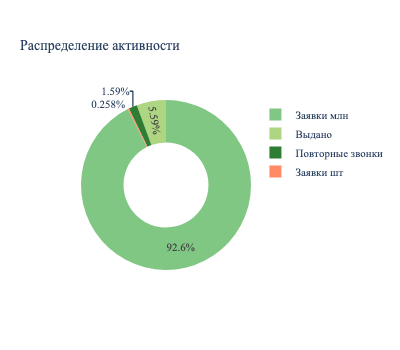 Распределение активности
1.59%
0.258%
5.59%
92.6%
Заявки млн
Выдано
Повторные звонки
Заявки шт